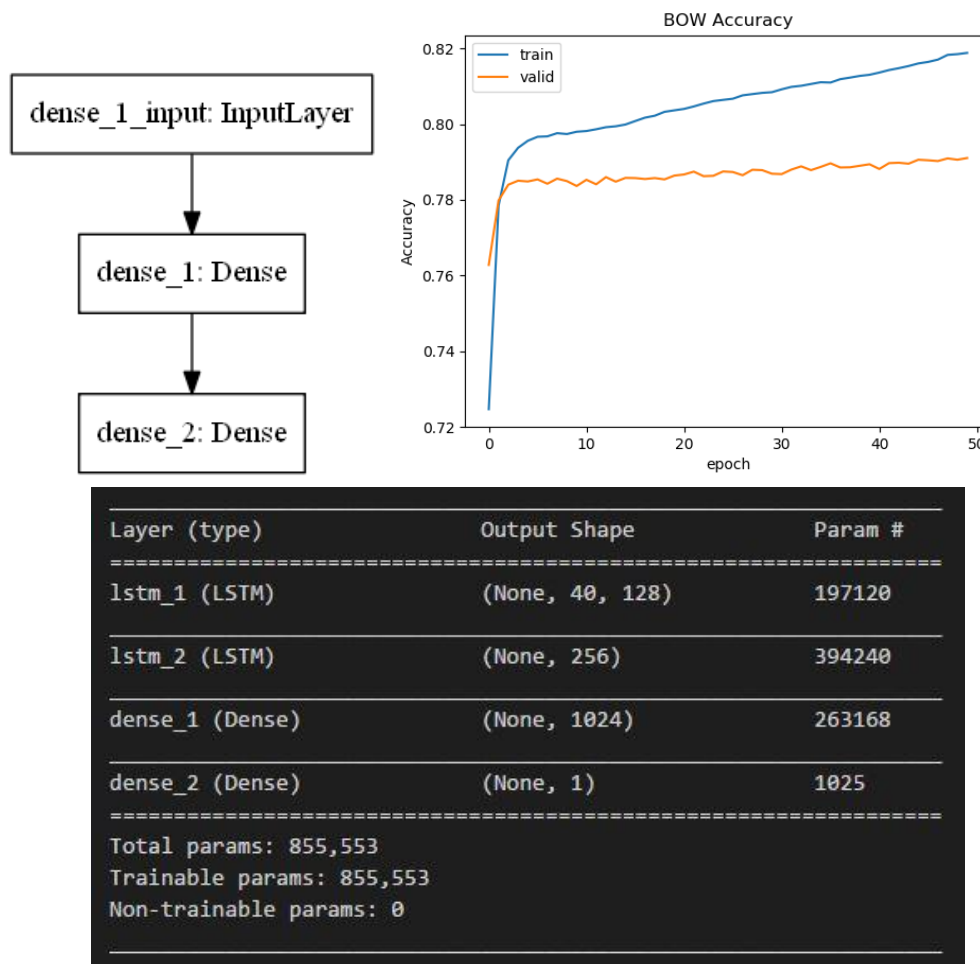 dense_1_input: InputLayer
dense_1: Dense
dense_2: Dense
BOW Accuracy
train
valid
Accuracy
0.82
0.80
0.78
0.76
0.74
0.72
0 10 20 30 40 50
epoch
Layer (type) Output Shape Param #
=================================================================
lstm_1 (LSTM) (None, 40, 128) 197120
lstm_2 (LSTM) (None, 256) 394240
dense_1 (Dense) (None, 1024) 263168
dense_2 (Dense) (None, 1) 1025
=================================================================
Total params: 855,553
Trainable params: 855,553
Non-trainable params: 0